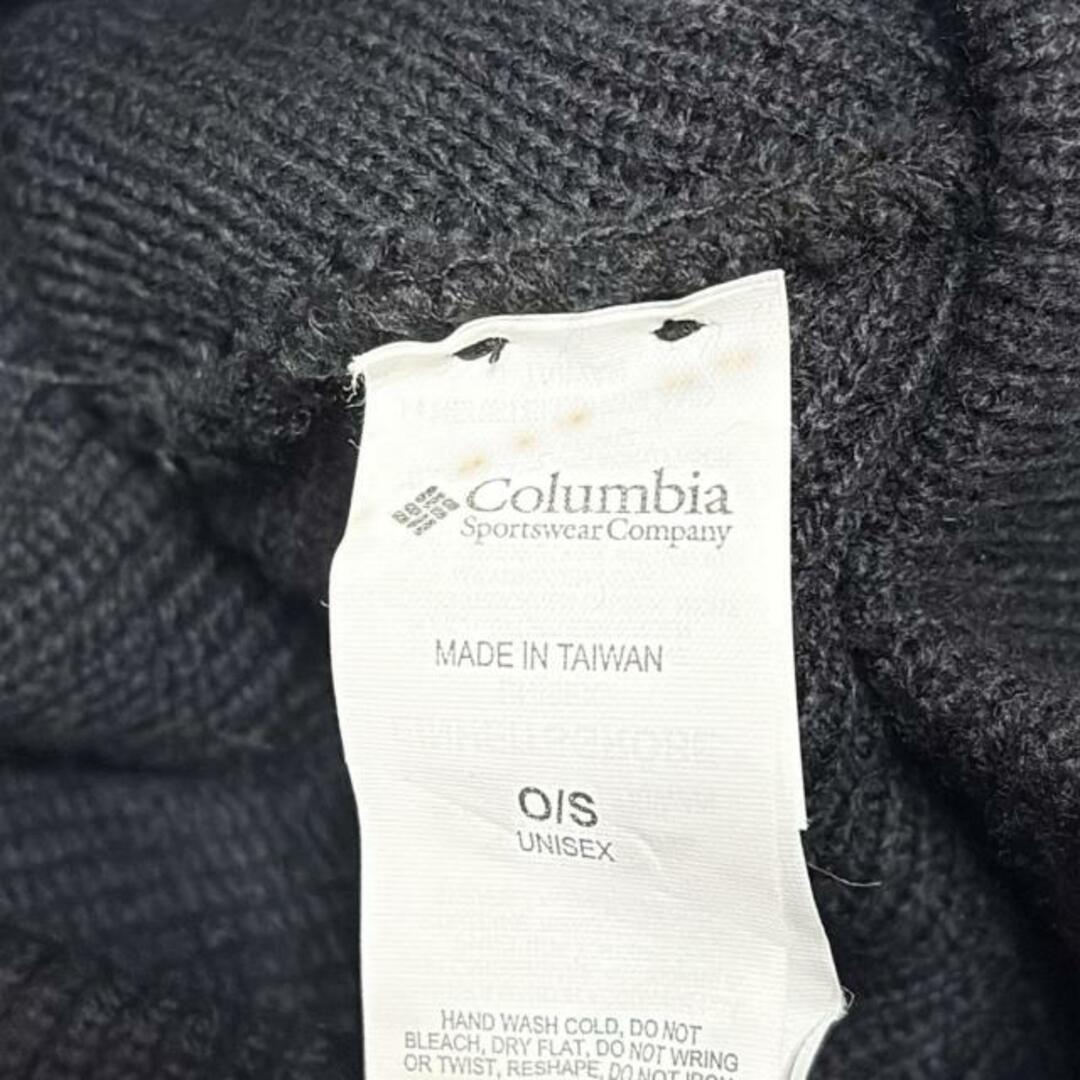 Columbia
Sportswear Company
MADE IN TAIWAN
O/S
UNISEX
HAND WASH COLD, DO NOT
BLEACH, DRY FLAT, DO NOT WRING
OR TWIST, RESHAPE, DO NOT IRON